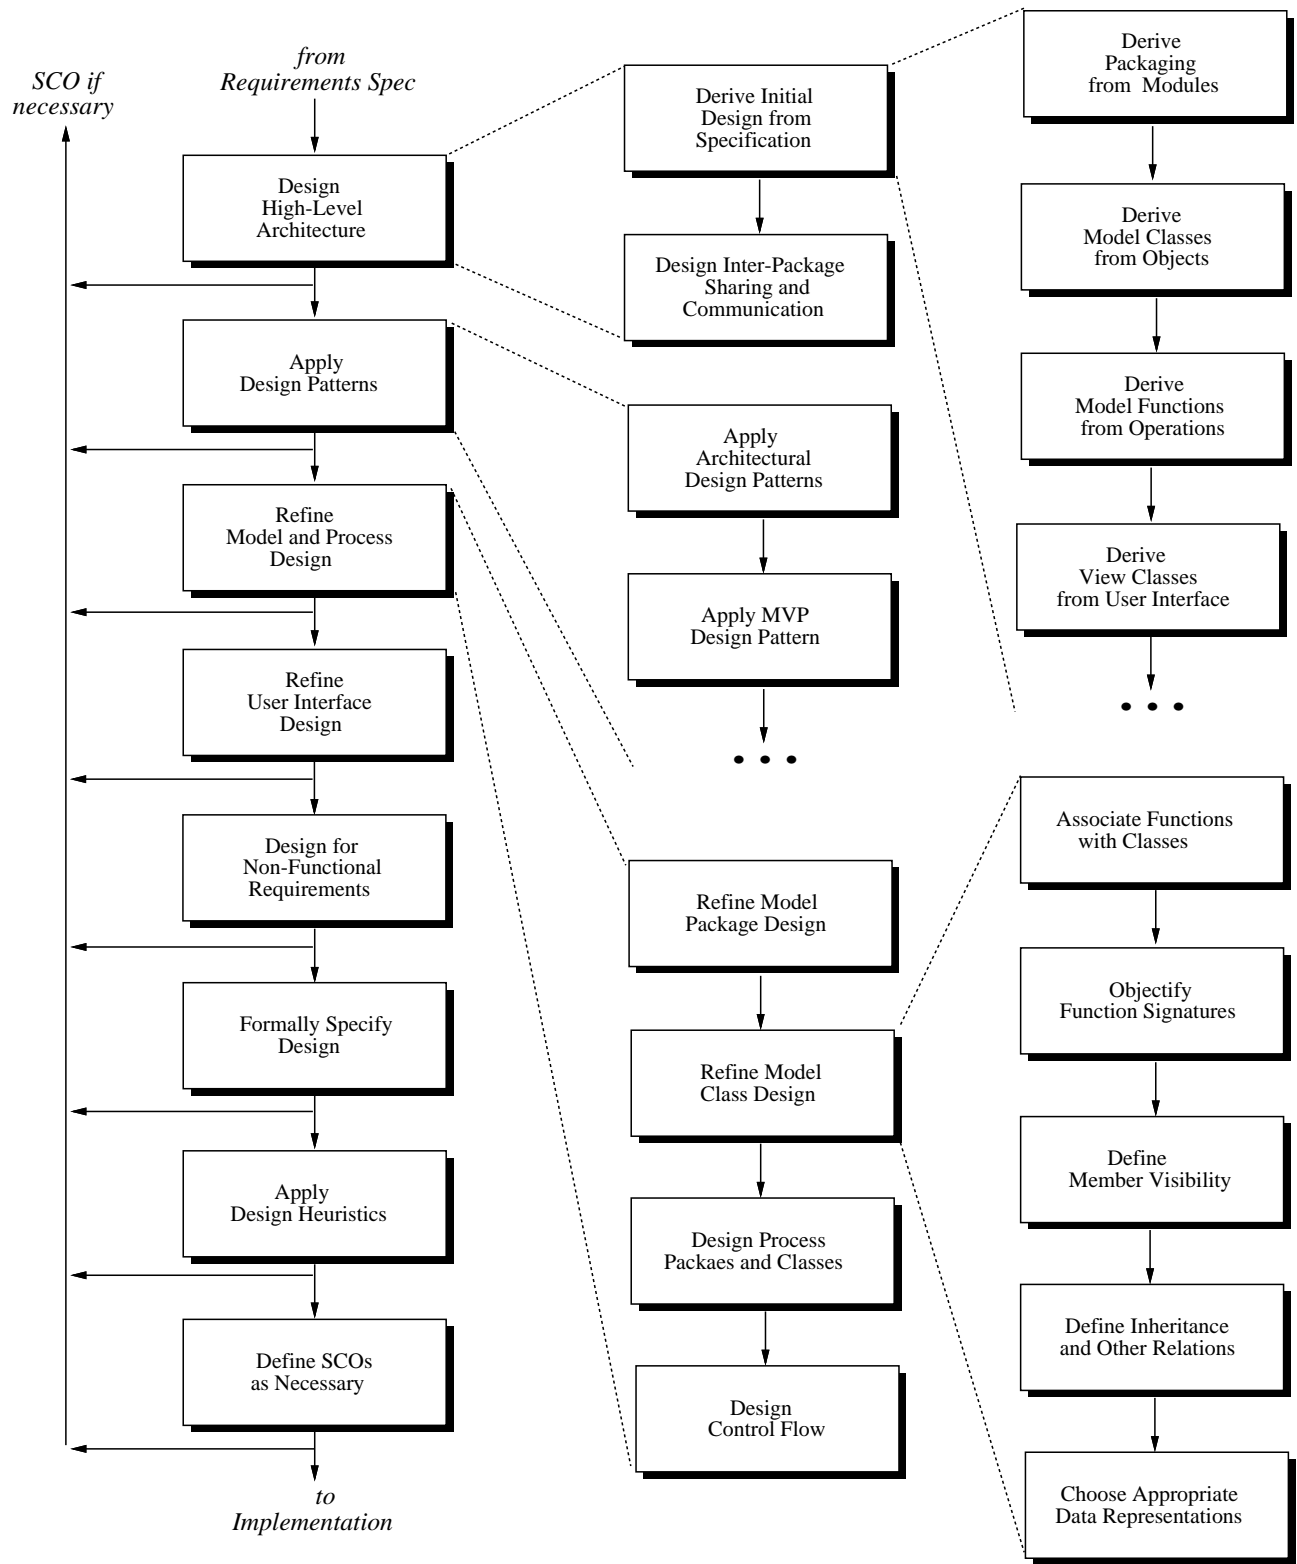 SCO if
necessary
from
Requirements Spec
Design
High-Level
Architecture
Apply
Design Patterns
Refine
Model and Process
Design
Refine
User Interface
Design
Design for
Non-Functional
Requirements
Formally Specify
Design
Apply
Design Heuristics
Define SCOs
as Necessary
to
Implementation
Derive Initial
Design from
Specification
Design Inter-Package
Sharing and
Communication
Apply
Architectural
Design Patterns
Apply MVP
Design Pattern
• • •
Refine Model
Package Design
Refine Model
Class Design
Design Process
Packaes and Classes
Design
Control Flow
Derive
Packaging
from Modules
Derive
Model Classes
from Objects
Derive
Model Functions
from Operations
Derive
View Classes
from User Interface
• • •
Associate Functions
with Classes
Objectify
Function Signatures
Define
Member Visibility
Define Inheritance
and Other Relations
Choose Appropriate
Data Representations